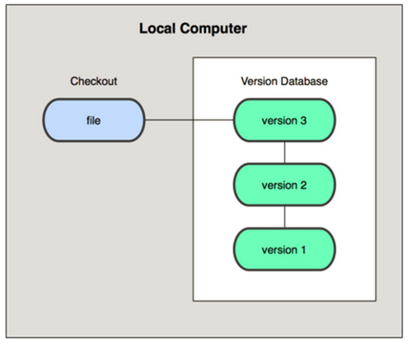 Local Computer
Checkout
Version Database
file
version 3
version 2
version 1